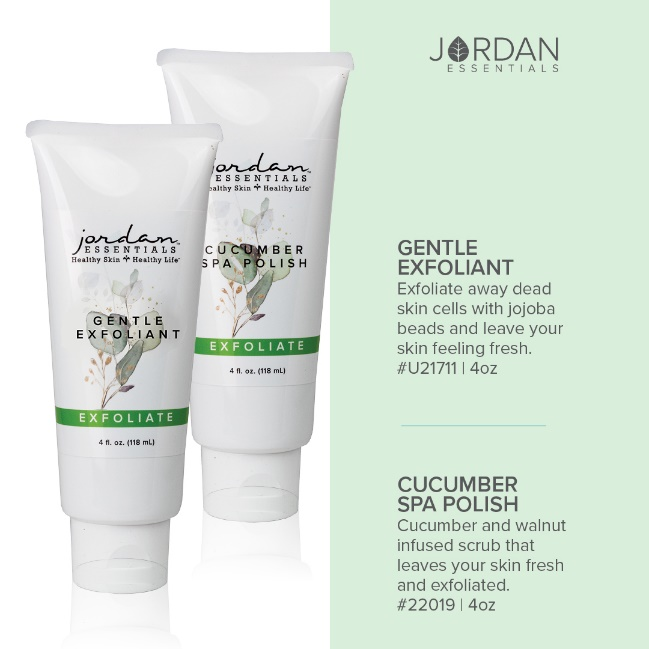 jordan™
ESSENTIALS
Healthy Skin + Healthy Life®
GENTLE
EXFOLIANT
EXFOLIATE
4 fl. oz. (118 mL)
jordan™
ESSENTIALS
ealthy Skin + Healthy Life®
CUCUMBER
SPA POLISH
EXFOLIATE
4 fl. oz. (118 mL)
JORDAN
ESSENTIALS
GENTLE
EXFOLIANT
Exfoliate away dead
skin cells with jojoba
beads and leave your
skin feeling fresh.
#U21711 | 4oz
CUCUMBER
SPA POLISH
Cucumber and walnut
infused scrub that
leaves your skin fresh
and exfoliated.
#22019 | 4oz